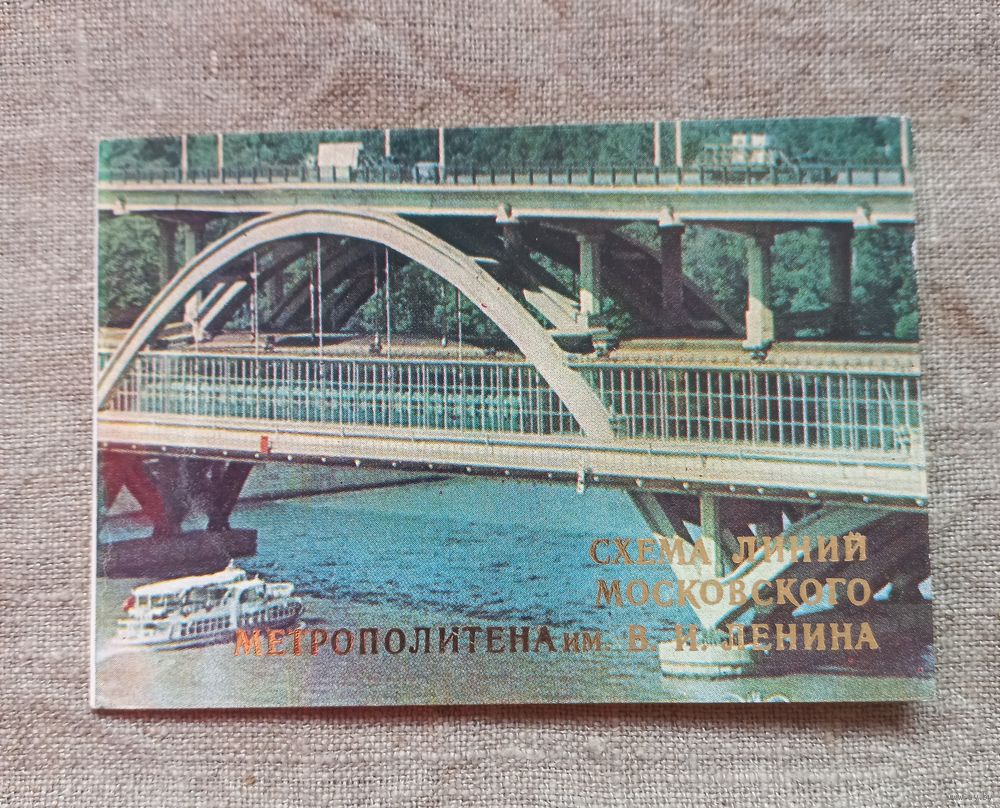 СХЕМА ЛИНИЙ
МОСКОВСКОГО
МЕТРОПОЛИТЕНА им. В. И. ЛЕНИНА